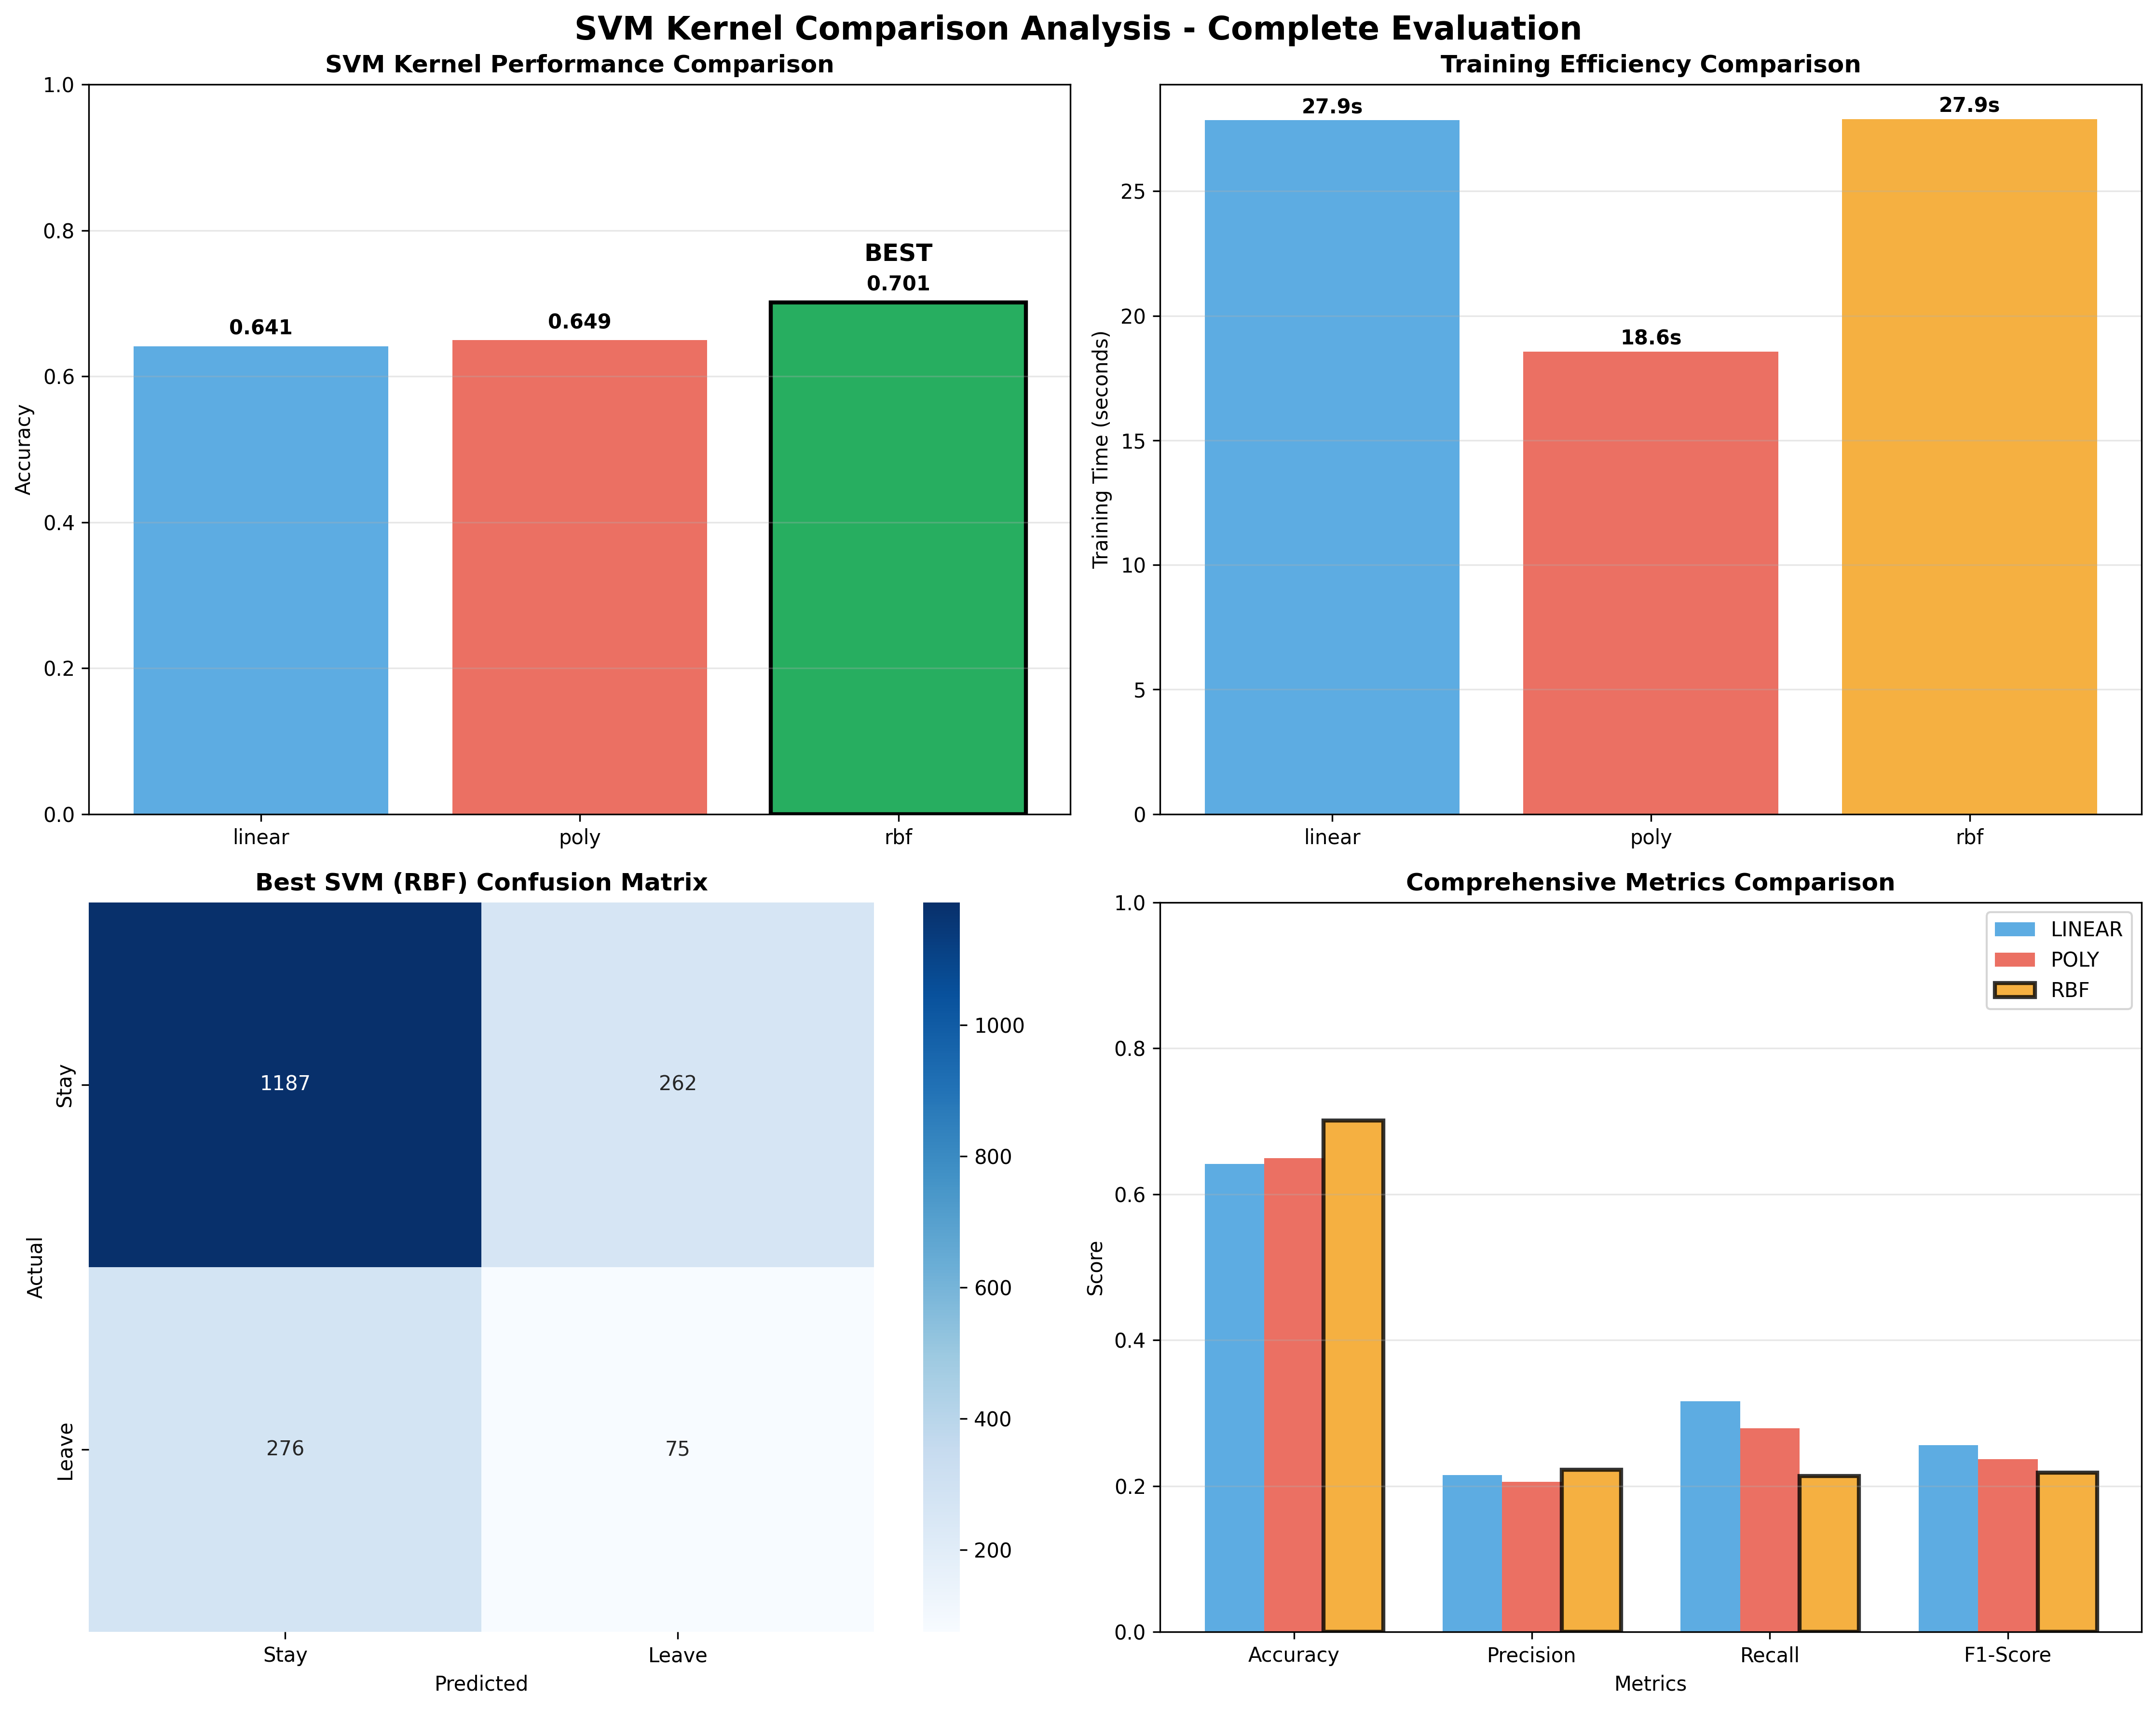 SVM Kernel Comparison Analysis - Complete Evaluation
SVM Kernel Performance Comparison
1.0
0.8
0.6
0.4
0.2
0.0
Accuracy
0.641
0.649
BEST
0.701
linear
poly
rbf
Training Efficiency Comparison
25
20
15
10
5
0
Training Time (seconds)
27.9s
18.6s
27.9s
linear
poly
rbf
Best SVM (RBF) Confusion Matrix
Actual
Stay
Leave
1187
262
276
75
Stay
Leave
Predicted
1000
800
600
400
200
Comprehensive Metrics Comparison
1.0
0.8
0.6
0.4
0.2
0.0
Score
LINEAR
POLY
RBF
Accuracy
Precision
Recall
F1-Score
Metrics